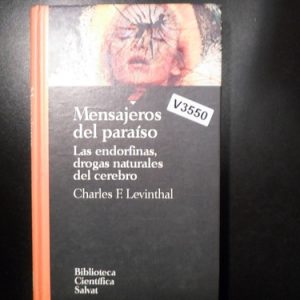 Mensajeros
del paraíso
V3550
Las endorfinas,
drogas naturales
del cerebro
Charles F. Levinthal
Biblioteca
Científica
Salvat